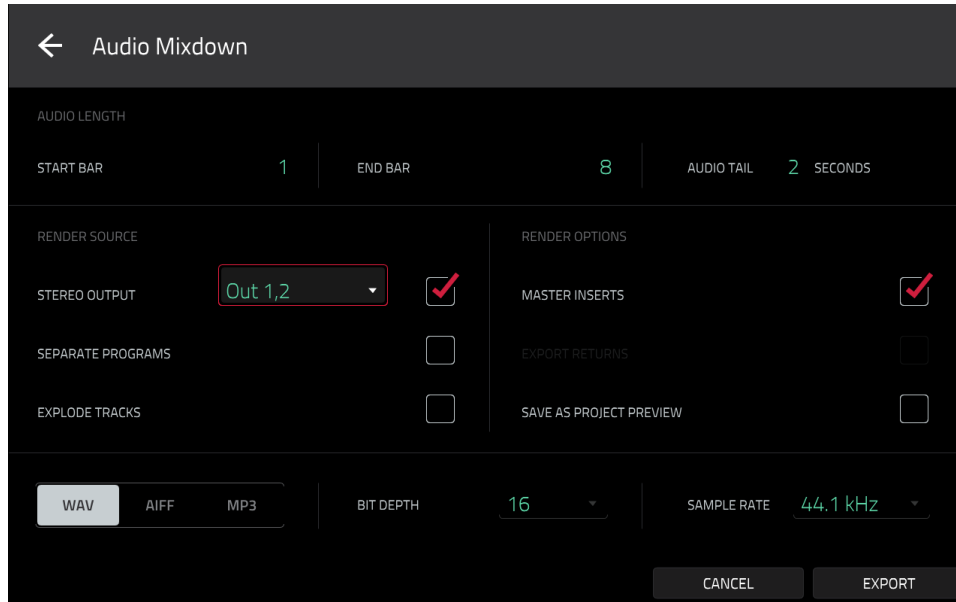 Audio Mixdown
AUDIO LENGTH
START BAR 1 END BAR 8 AUDIO TAIL 2 SECONDS
RENDER SOURCE RENDER OPTIONS
STEREO OUTPUT Out 1,2 MASTER INSERTS
SEPARATE PROGRAMS EXPORT RETURNS
EXPLODE TRACKS SAVE AS PROJECT PREVIEW
WAV AIFF MP3 BIT DEPTH 16 SAMPLE RATE 44.1 kHz
CANCEL EXPORT